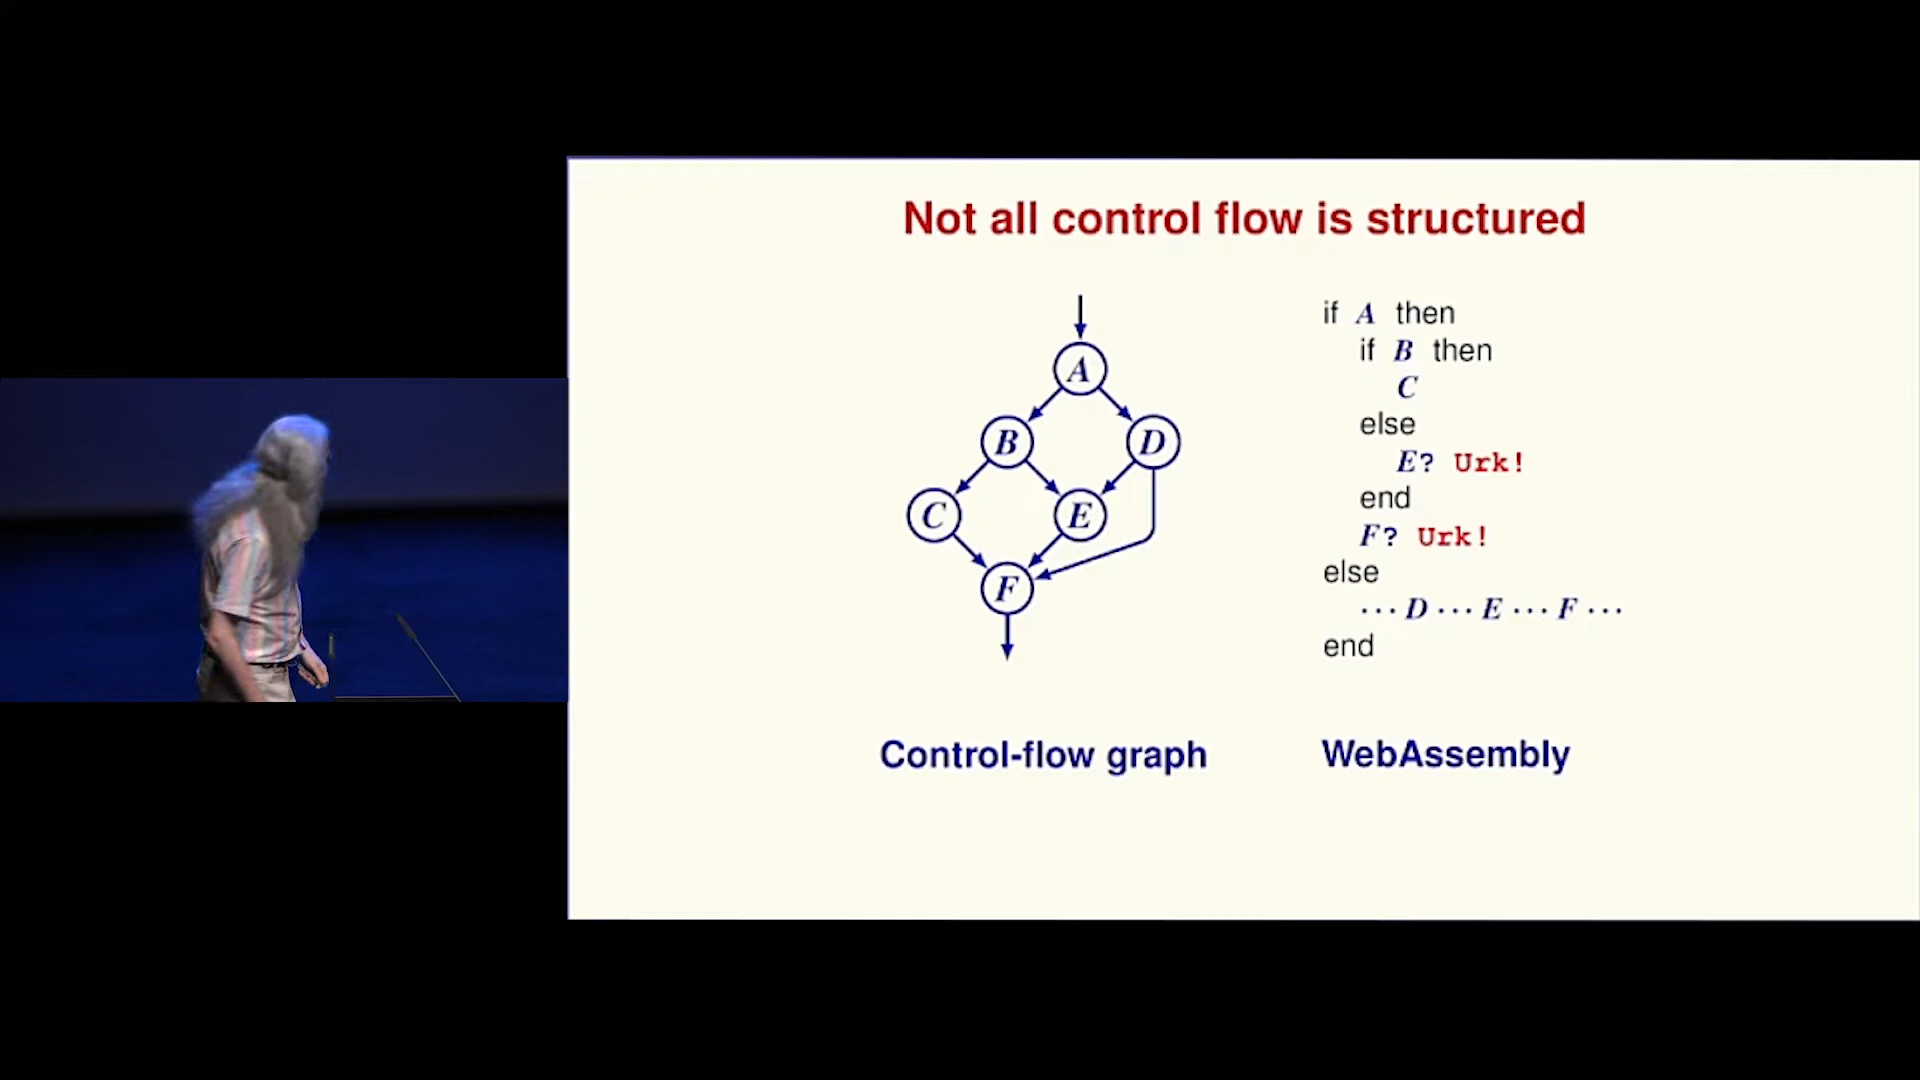 Not all control flow is structured
A
B
D
C
E
F
if A then
if B then
C
else
E? Urk!
end
F? Urk!
else
··· D ··· E ··· F ···
end
Control-flow graph
WebAssembly